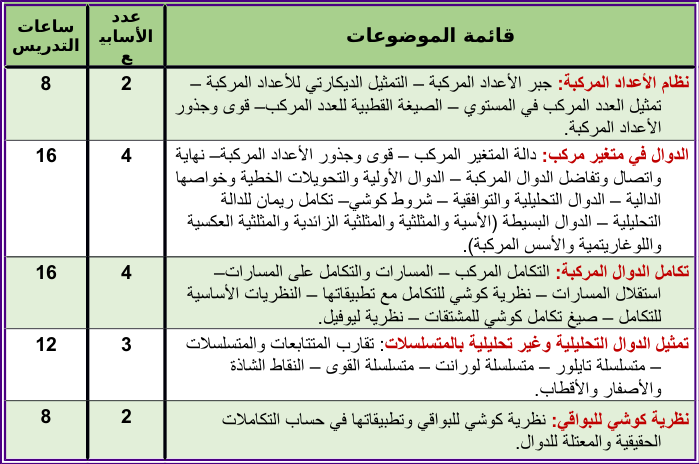 قائمة الموضوعات
عدد
الأسابي
ع
ساعات
التدريس
نظام الأعداد المركبة: جبر الأعداد المركبة – التمثيل الديكارتي للأعداد المركبة –
تمثيل العدد المركب في المستوي – الصيغة القطبية للعدد المركب– قوى وجذور
الأعداد المركبة.
2
8
الدوال في متغير مركب: دالة المتغير المركب – قوى وجذور الأعداد المركبة– نهاية
واتصال وتفاضل الدوال المركبة – الدوال الأولية والتحويلات الخطية وخواصها
الدالية – الدوال التحليلية والتوافقية – شروط كوشي– تكامل ريمان للدالة
التحليلية – الدوال البسيطة (الأسية والمثلثية والمثلثية الزائدية والمثلثية العكسية
واللوغاريتمية والأسس المركبة).
4
16
تكامل الدوال المركبة: التكامل المركب – المسارات والتكامل على المسارات–
استقلال المسارات – نظرية كوشي للتكامل مع تطبيقاتها – النظريات الأساسية
للتكامل – صيغ تكامل كوشي للمشتقات – نظرية ليوفيل.
4
16
تمثيل الدوال التحليلية وغير تحليلية بالمتسلسلات: تقارب المتتابعات والمتسلسلات
– متسلسلة تايلور – متسلسلة لورانت – متسلسلة القوى – النقاط الشاذة
والأصفار والأقطاب.
3
12
نظرية كوشي للبواقي: نظرية كوشي للبواقي وتطبيقاتها في حساب التكاملات
الحقيقية والمعتلة للدوال.
2
8